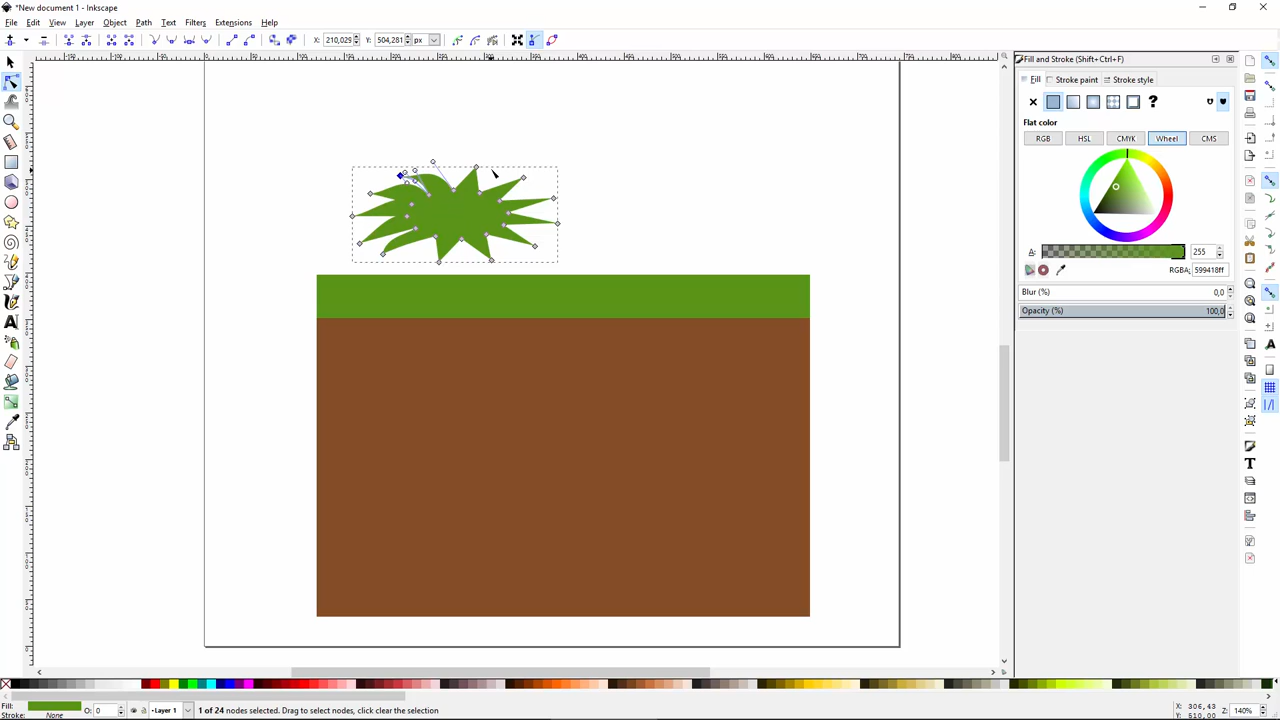 *New document 1 - Inkscape
File Edit View Layer Object Path Text Filters Extensions Help
X: 210,029 Y: 504,281 px
Fill and Stroke (Shift+Ctrl+F)
Fill Stroke paint Stroke style
Flat color
RGB HSL CMYK Wheel CMS
A: 255
RGBA: 599418ff
Blur (%) 0,0
Opacity (%) 100,0
Fill: O: 0 Layer 1 1 of 24 nodes selected. Drag to select nodes, click clear the selection X: 306,43 Z: 140%
Stroke: None Y: 510,00